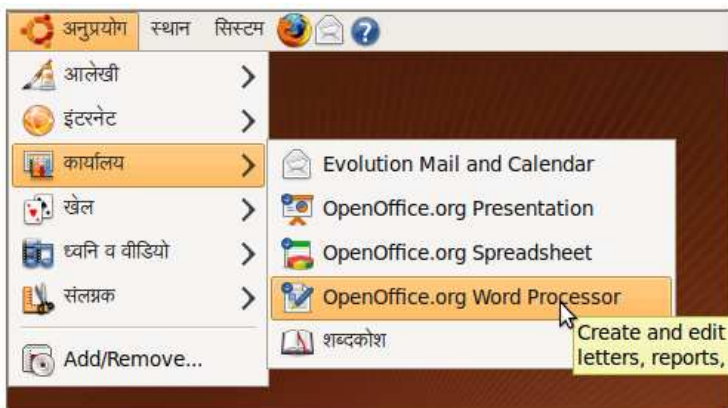 अनुप्रयोग स्थान सिस्टम
आलेखी
इंटरनेट
कार्यालय
खेल
ध्वनि व वीडियो
संलग्नक
Add/Remove...
Evolution Mail and Calendar
OpenOffice.org Presentation
OpenOffice.org Spreadsheet
OpenOffice.org Word Processor
शब्दकोश
Create and edit
letters, reports,